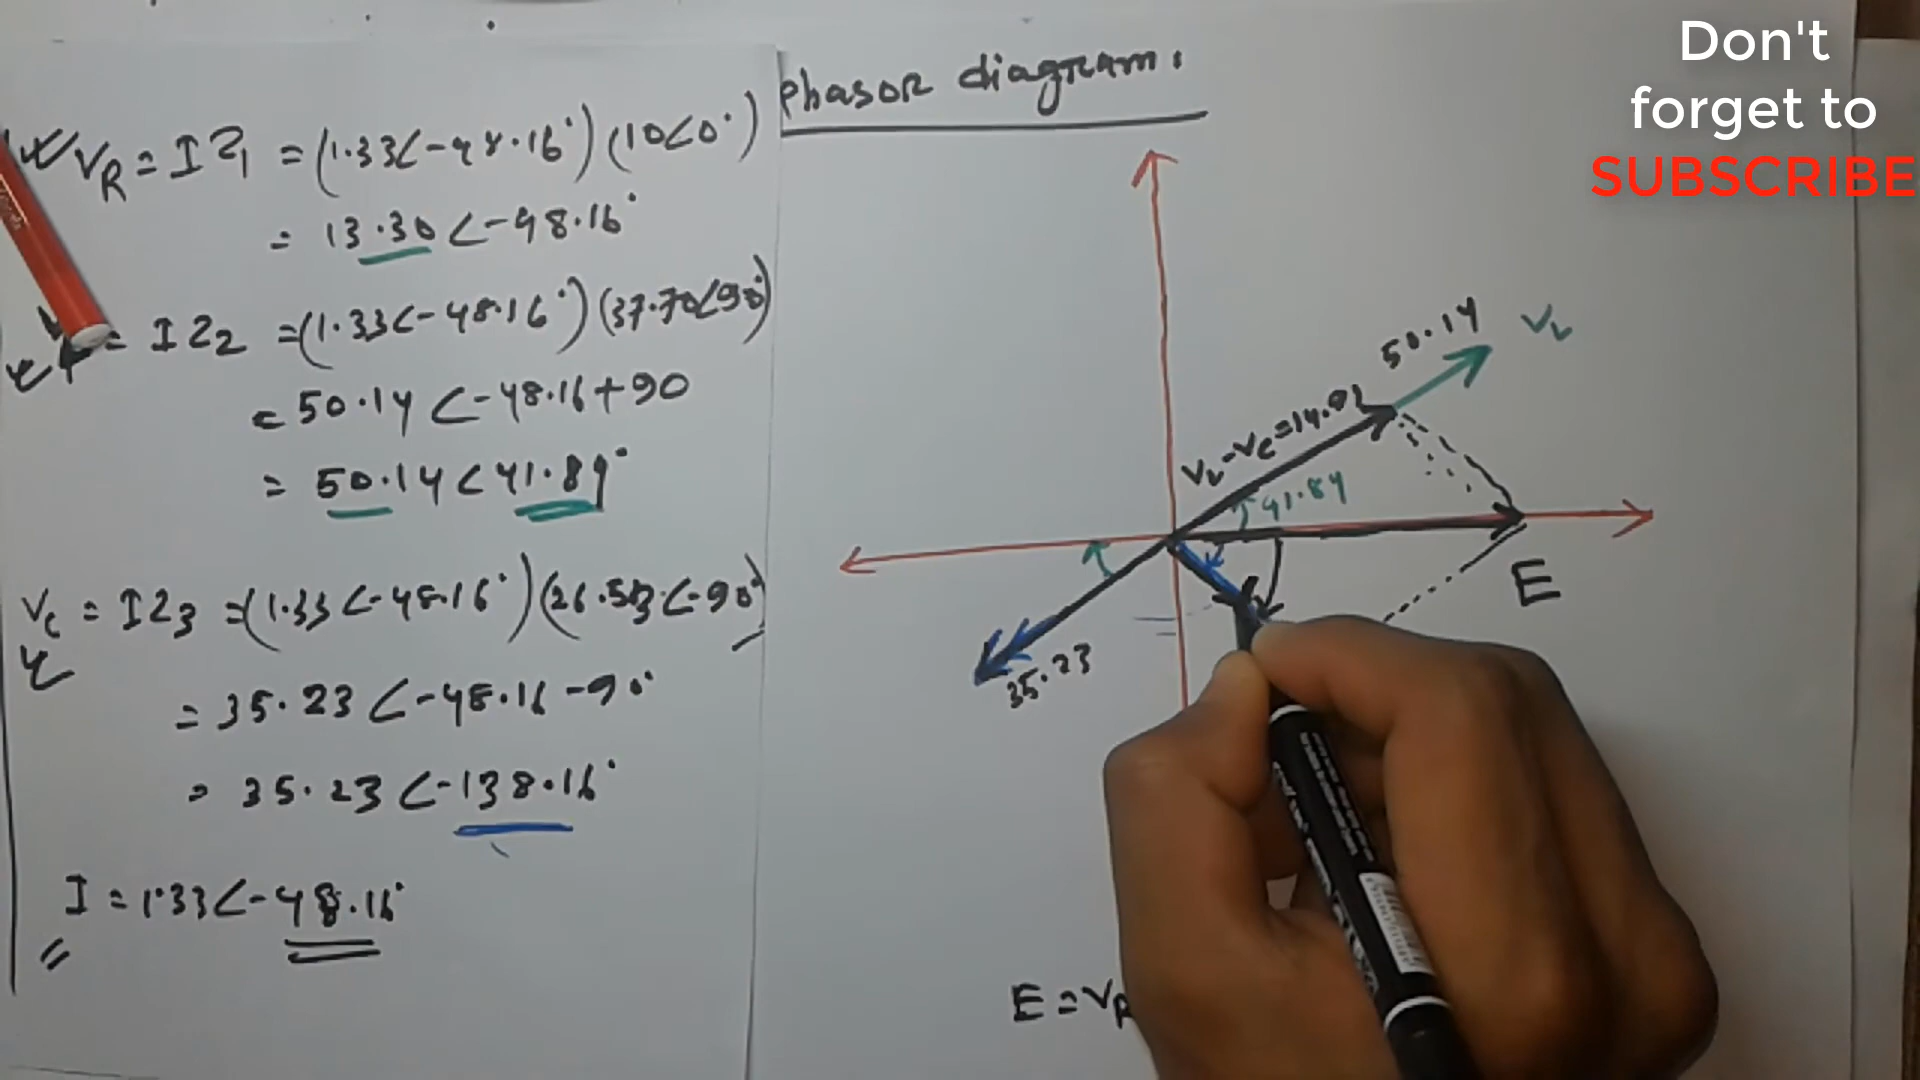 Don't
forget to
SUBSCRIBE
Phasor diagram:
VR = IZ1 = (1.33<-48.16°) (10<0°)
= 13.30 <-48.16°
= IZ2 = (1.33<-48.16°) (37.70<90°)
= 50.14 <-48.16+90
= 50.14 < 41.84°
Vc = IZ3 = (1.33<-48.16°) (26.53<-90°)
= 35.23 <-48.16-90°
= 35.23 <-138.16°
I = 1.33<-48.16°
50.14
VL
VL-Vc=14.91
41.84
E
35.23
E = VR